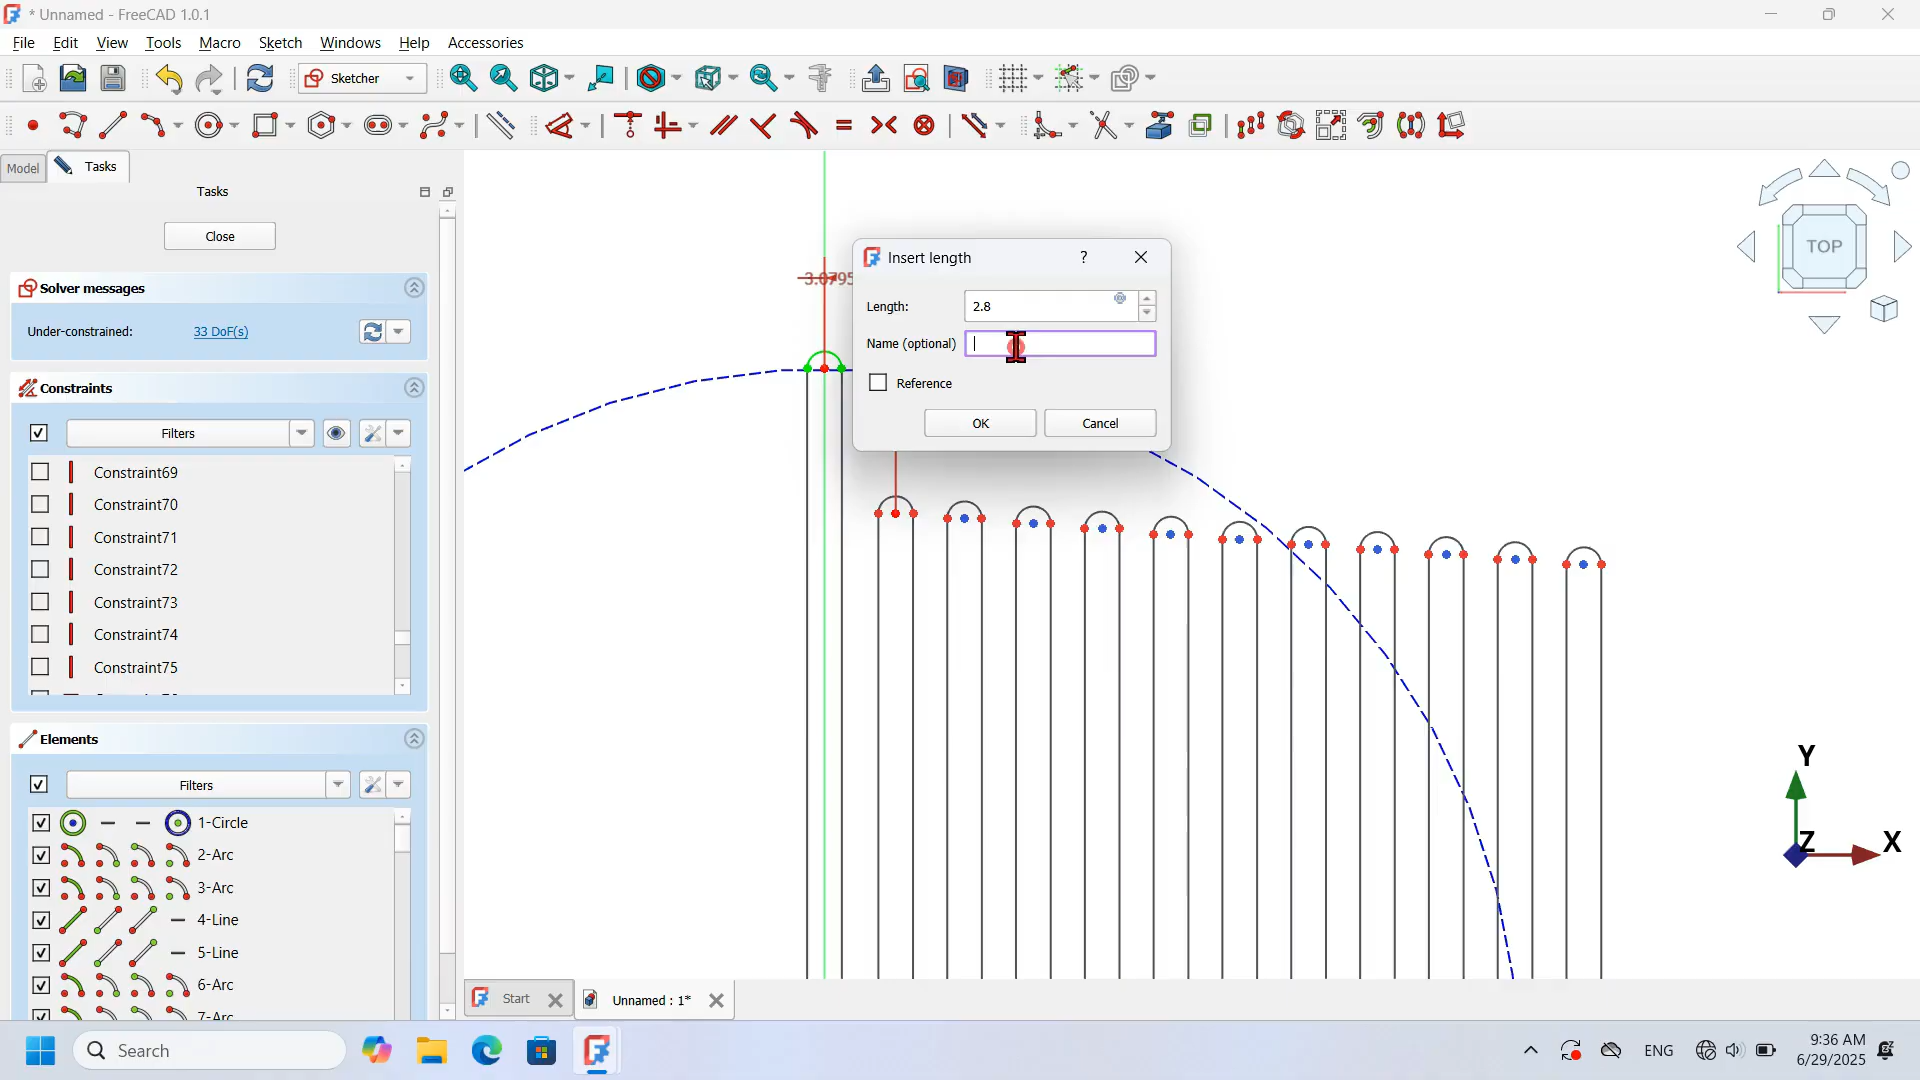 * Unnamed - FreeCAD 1.0.1
File Edit View Tools Macro Sketch Windows Help Accessories
Sketcher
Model Tasks
Tasks
Close
Solver messages
Under-constrained: 33 DoF(s)
Constraints
Filters
Constraint69
Constraint70
Constraint71
Constraint72
Constraint73
Constraint74
Constraint75
Elements
Filters
1-Circle
2-Arc
3-Arc
4-Line
5-Line
6-Arc
7-Arc
3.0795
Insert length
?
Length: 2.8
Name (optional)
Reference
OK Cancel
TOP
Y
Z
X
Start
Unnamed : 1*
Search
ENG
9:36 AM
6/29/2025